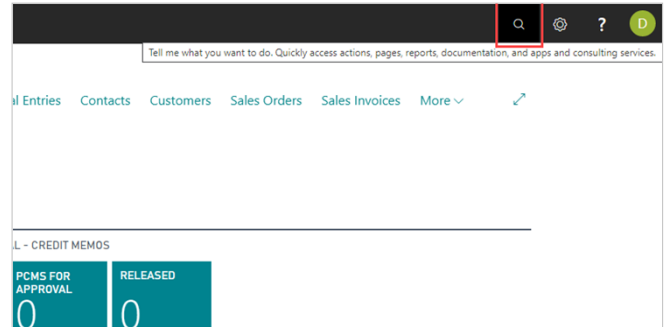 ?
D
Tell me what you want to do. Quickly access actions, pages, reports, documentation, and apps and consulting services.
al Entries Contacts Customers Sales Orders Sales Invoices More
L - CREDIT MEMOS
PCMS FOR
APPROVAL
0
RELEASED
0